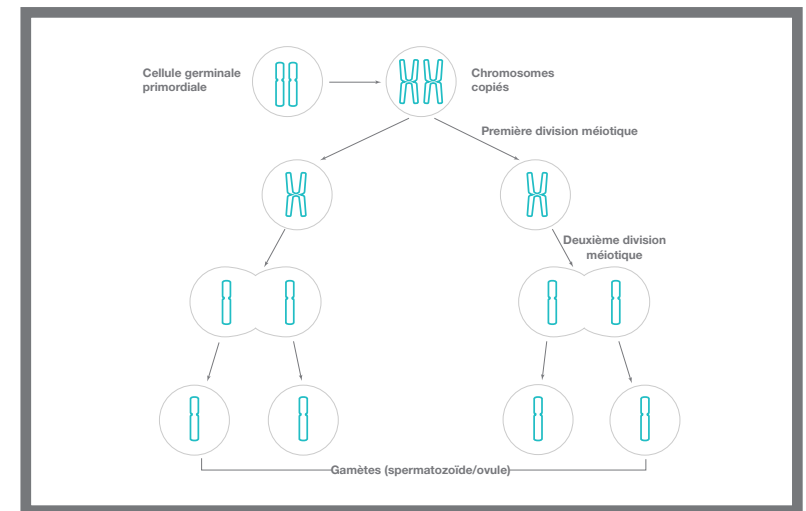 Cellule germinale
primordiale
Chromosomes
copiés
Première division méiotique
Deuxième division
méiotique
Gamètes (spermatozoïde/ovule)